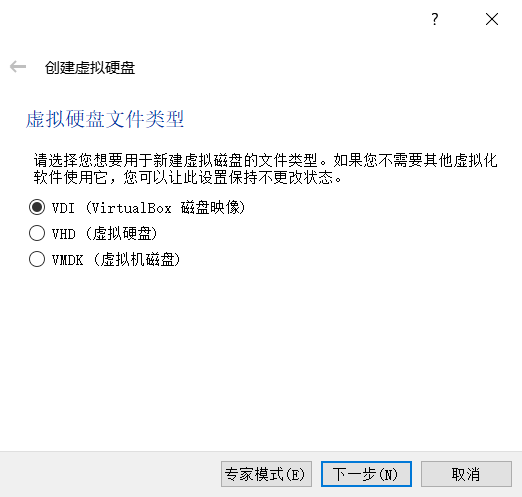 ?
创建虚拟硬盘
虚拟硬盘文件类型
请选择您想要用于新建虚拟磁盘的文件类型。如果您不需要其他虚拟化
软件使用它，您可以让此设置保持不更改状态。
VDI (VirtualBox 磁盘映像)
VHD (虚拟硬盘)
VMDK (虚拟机磁盘)
专家模式(E) 下一步(N) 取消